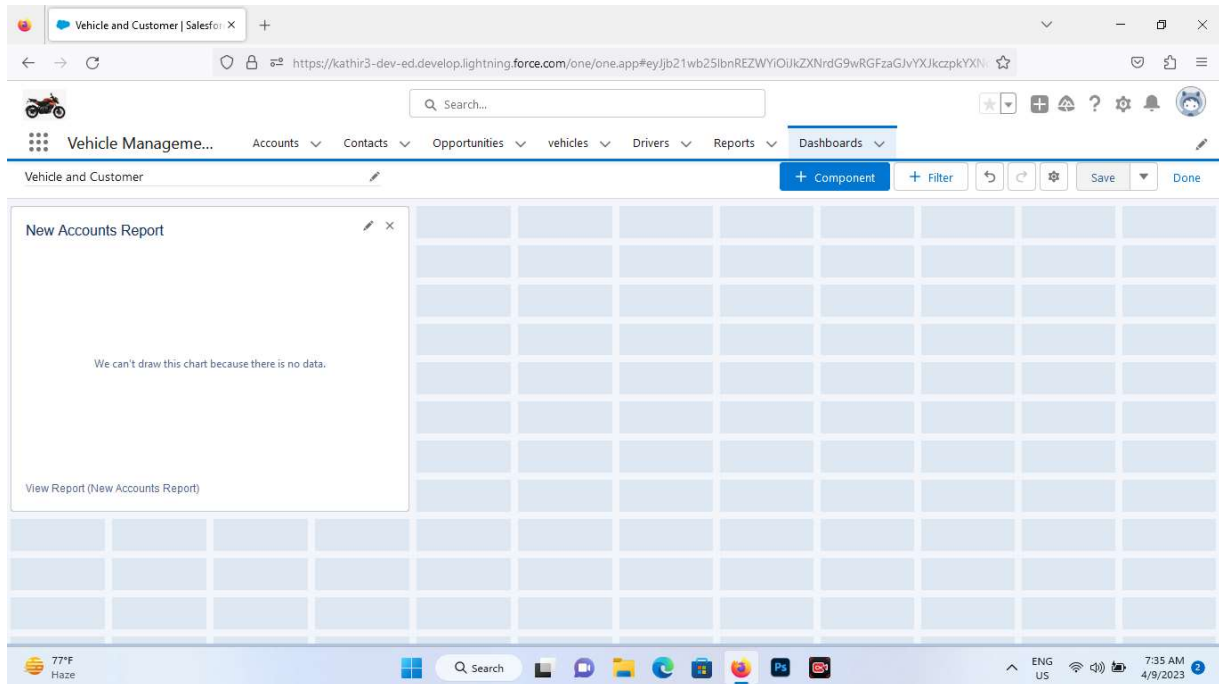 Vehicle and Customer | Salesfor
https://kathir3-dev-ed.develop.lightning.force.com/one/one.app#
Search...
Vehicle Manageme... Accounts Contacts Opportunities vehicles Drivers Reports Dashboards
Vehicle and Customer + Component + Filter Save Done
New Accounts Report
We can't draw this chart because there is no data.
View Report (New Accounts Report)
77°F
Haze
Search
Ps
ENG
US
7:35 AM
4/9/2023
2